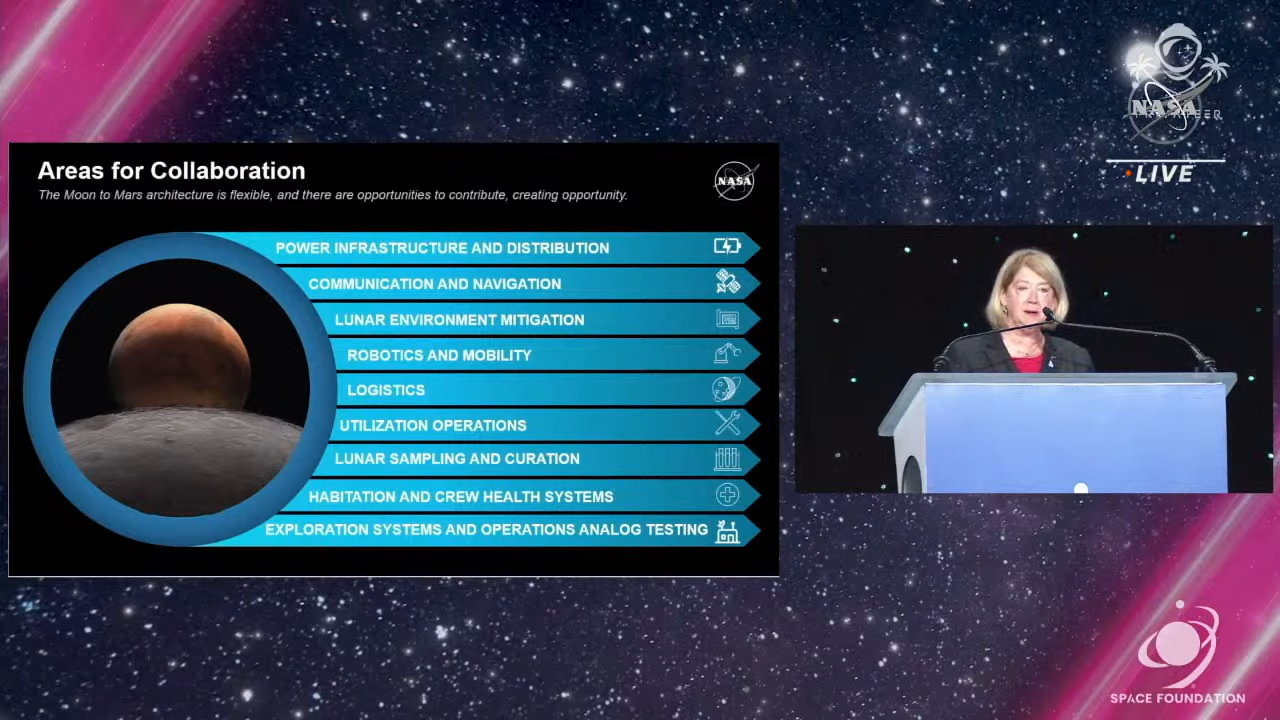 Areas for Collaboration
The Moon to Mars architecture is flexible, and there are opportunities to contribute, creating opportunity.
NASA
POWER INFRASTRUCTURE AND DISTRIBUTION
COMMUNICATION AND NAVIGATION
LUNAR ENVIRONMENT MITIGATION
ROBOTICS AND MOBILITY
LOGISTICS
UTILIZATION OPERATIONS
LUNAR SAMPLING AND CURATION
HABITATION AND CREW HEALTH SYSTEMS
EXPLORATION SYSTEMS AND OPERATIONS ANALOG TESTING
NASA
LIVE
SPACE FOUNDATION